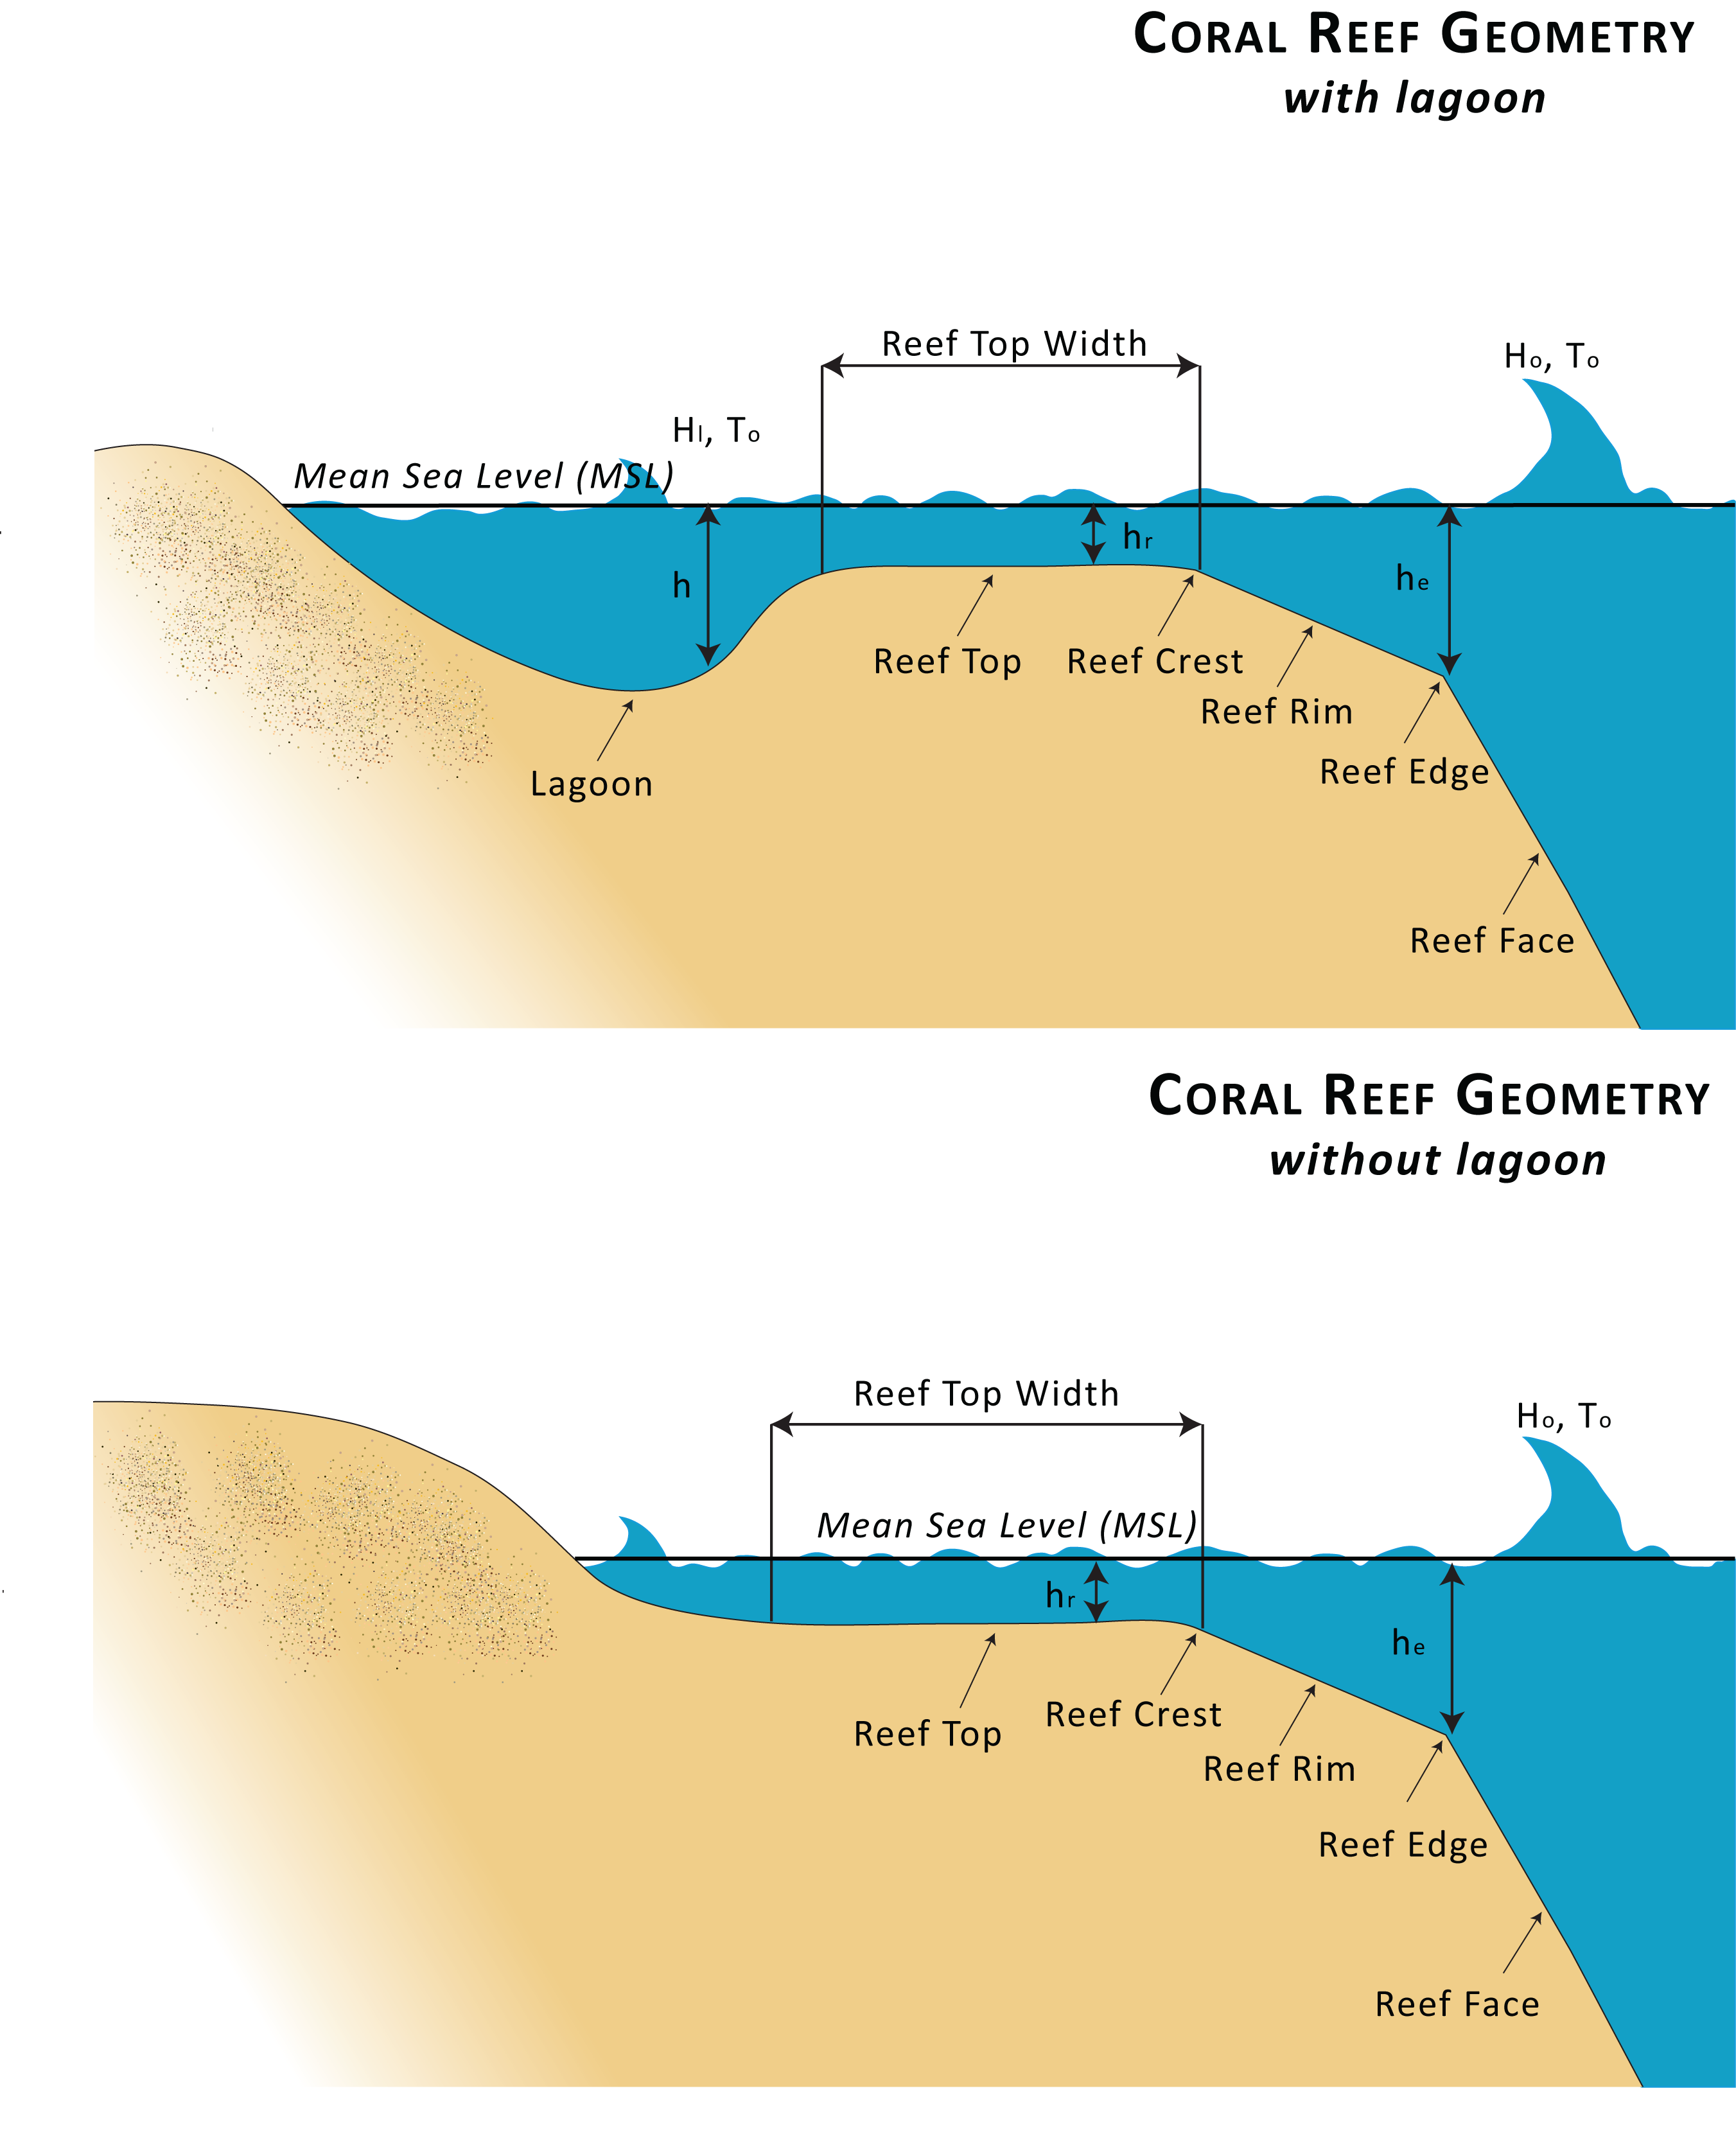 CORAL REEF GEOMETRY
with lagoon
Reef Top Width
Ho, To
Hl, To
Mean Sea Level (MSL)
hr
h
he
Reef Top
Reef Crest
Reef Rim
Reef Edge
Lagoon
Reef Face
CORAL REEF GEOMETRY
without lagoon
Reef Top Width
Ho, To
Mean Sea Level (MSL)
hr
he
Reef Top
Reef Crest
Reef Rim
Reef Edge
Reef Face